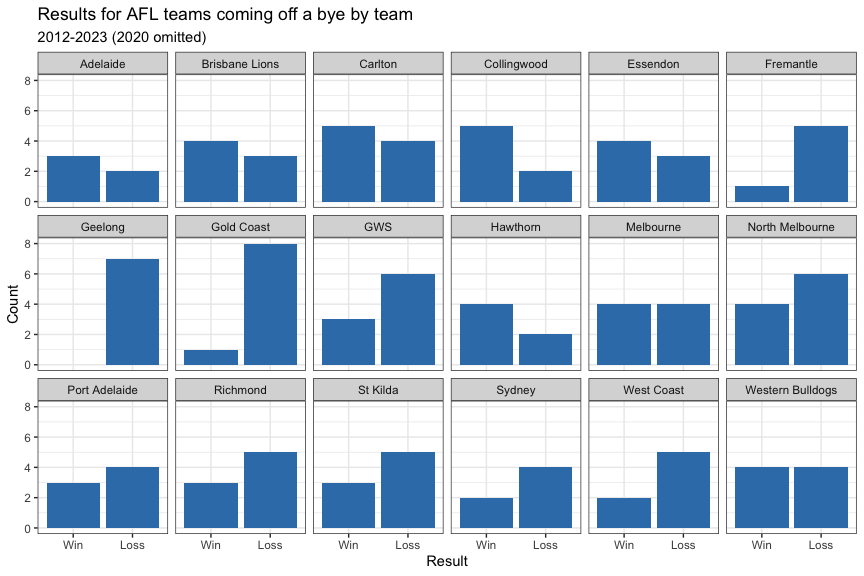 Results for AFL teams coming off a bye by team
2012-2023 (2020 omitted)
Adelaide Brisbane Lions Carlton Collingwood Essendon Fremantle
8
6
4
2
0
Geelong Gold Coast GWS Hawthorn Melbourne North Melbourne
8
6
4
2
0
Count
Port Adelaide Richmond St Kilda Sydney West Coast Western Bulldogs
8
6
4
2
0
Win Loss Win Loss Win Loss Win Loss Win Loss Win Loss
Result